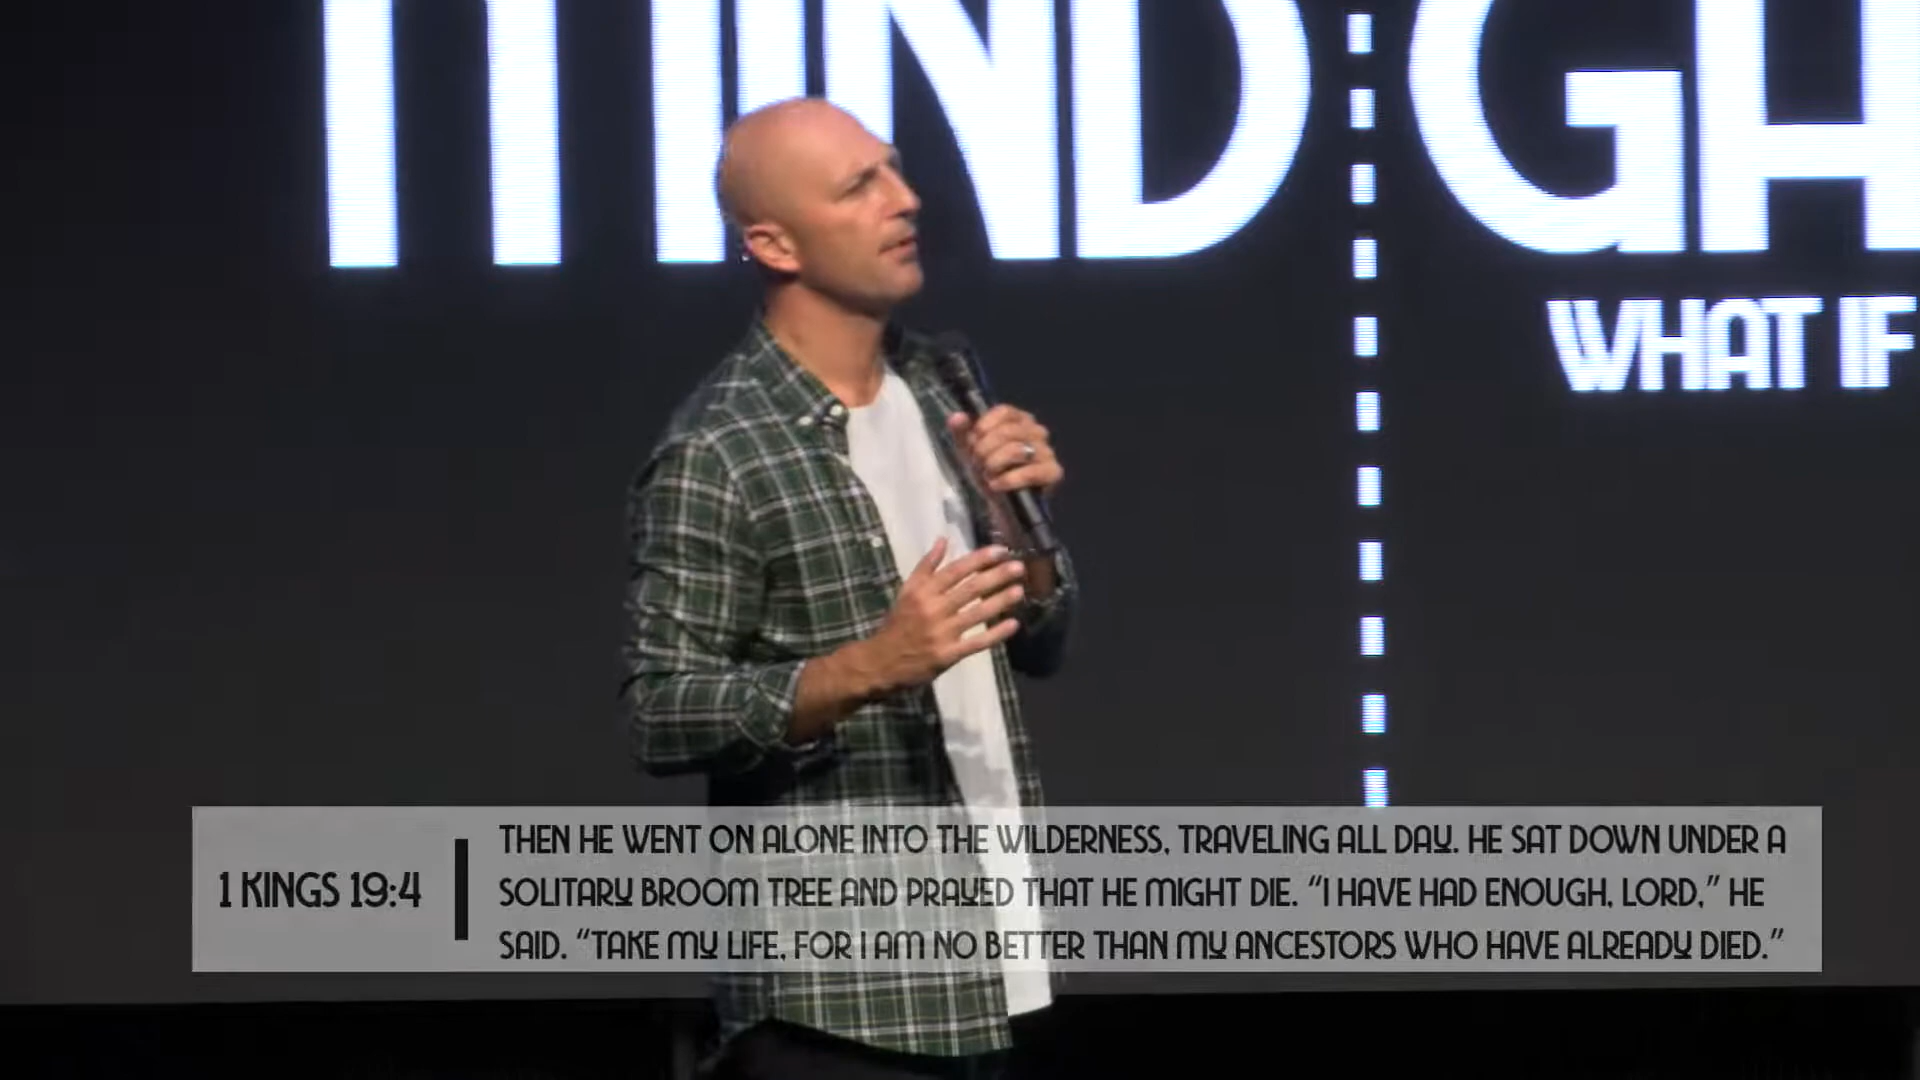 MIND
WHAT IF
1 KINGS 19:4
THEN HE WENT ON ALONE INTO THE WILDERNESS, TRAVELING ALL DAY. HE SAT DOWN UNDER A
SOLITARY BROOM TREE AND PRAYED THAT HE MIGHT DIE. “I HAVE HAD ENOUGH, LORD,” HE
SAID. “TAKE MY LIFE, FOR I AM NO BETTER THAN MY ANCESTORS WHO HAVE ALREADY DIED.”